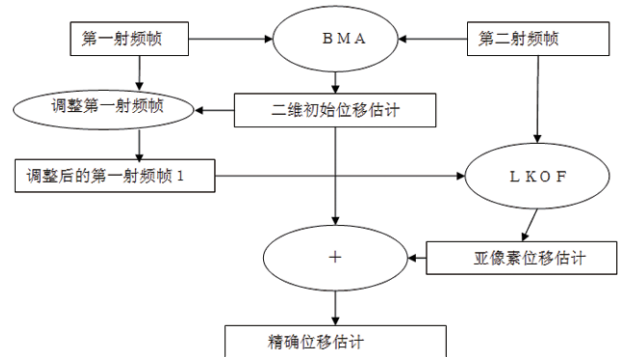 第一射频帧
BMA
第二射频帧
调整第一射频帧
二维初始位移估计
调整后的第一射频帧1
LKOF
+
亚像素位移估计
精确位移估计